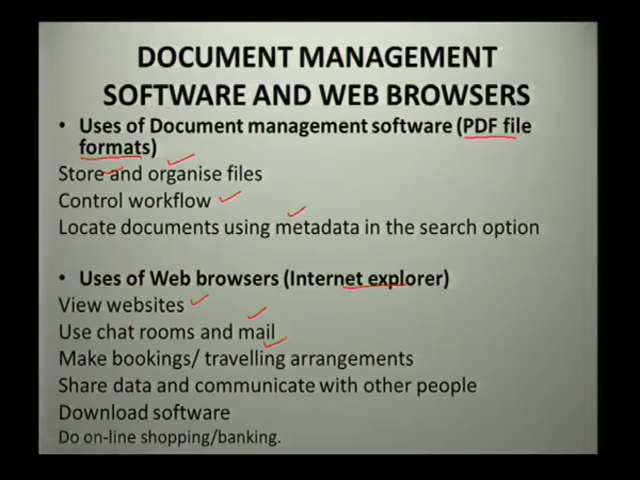 DOCUMENT MANAGEMENT
SOFTWARE AND WEB BROWSERS
• Uses of Document management software (PDF file
formats)
Store and organise files
Control workflow
Locate documents using metadata in the search option
• Uses of Web browsers (Internet explorer)
View websites
Use chat rooms and mail
Make bookings/ travelling arrangements
Share data and communicate with other people
Download software
Do on-line shopping/banking.